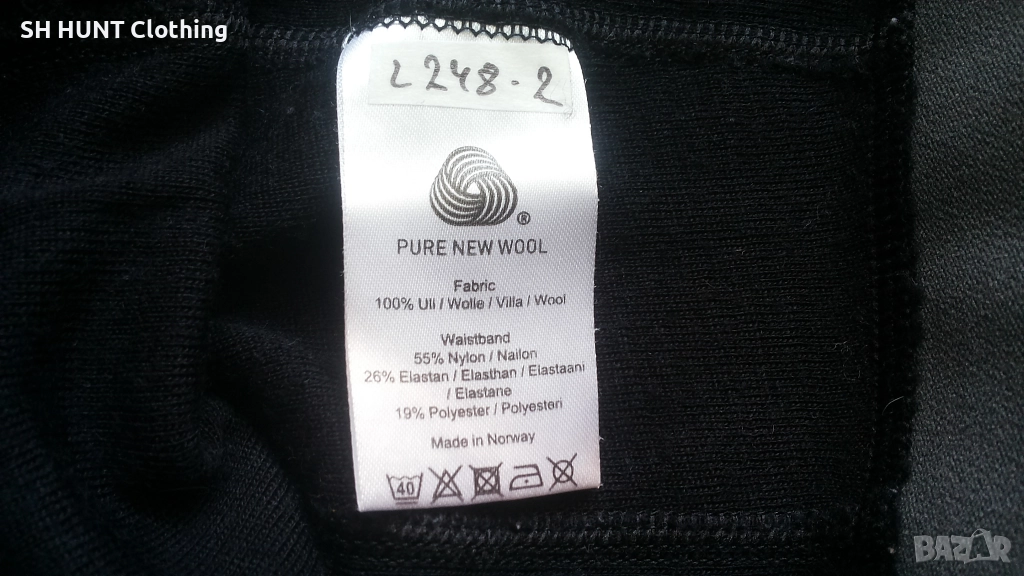 SH HUNT Clothing
L 248-2
®
PURE NEW WOOL
Fabric
100% Ull / Wolle / Villa / Wool
Waistband
55% Nylon / Nailon
26% Elastan / Elasthan / Elastaani
/ Elastane
19% Polyester / Polyesteri
Made in Norway
40
BAZAR